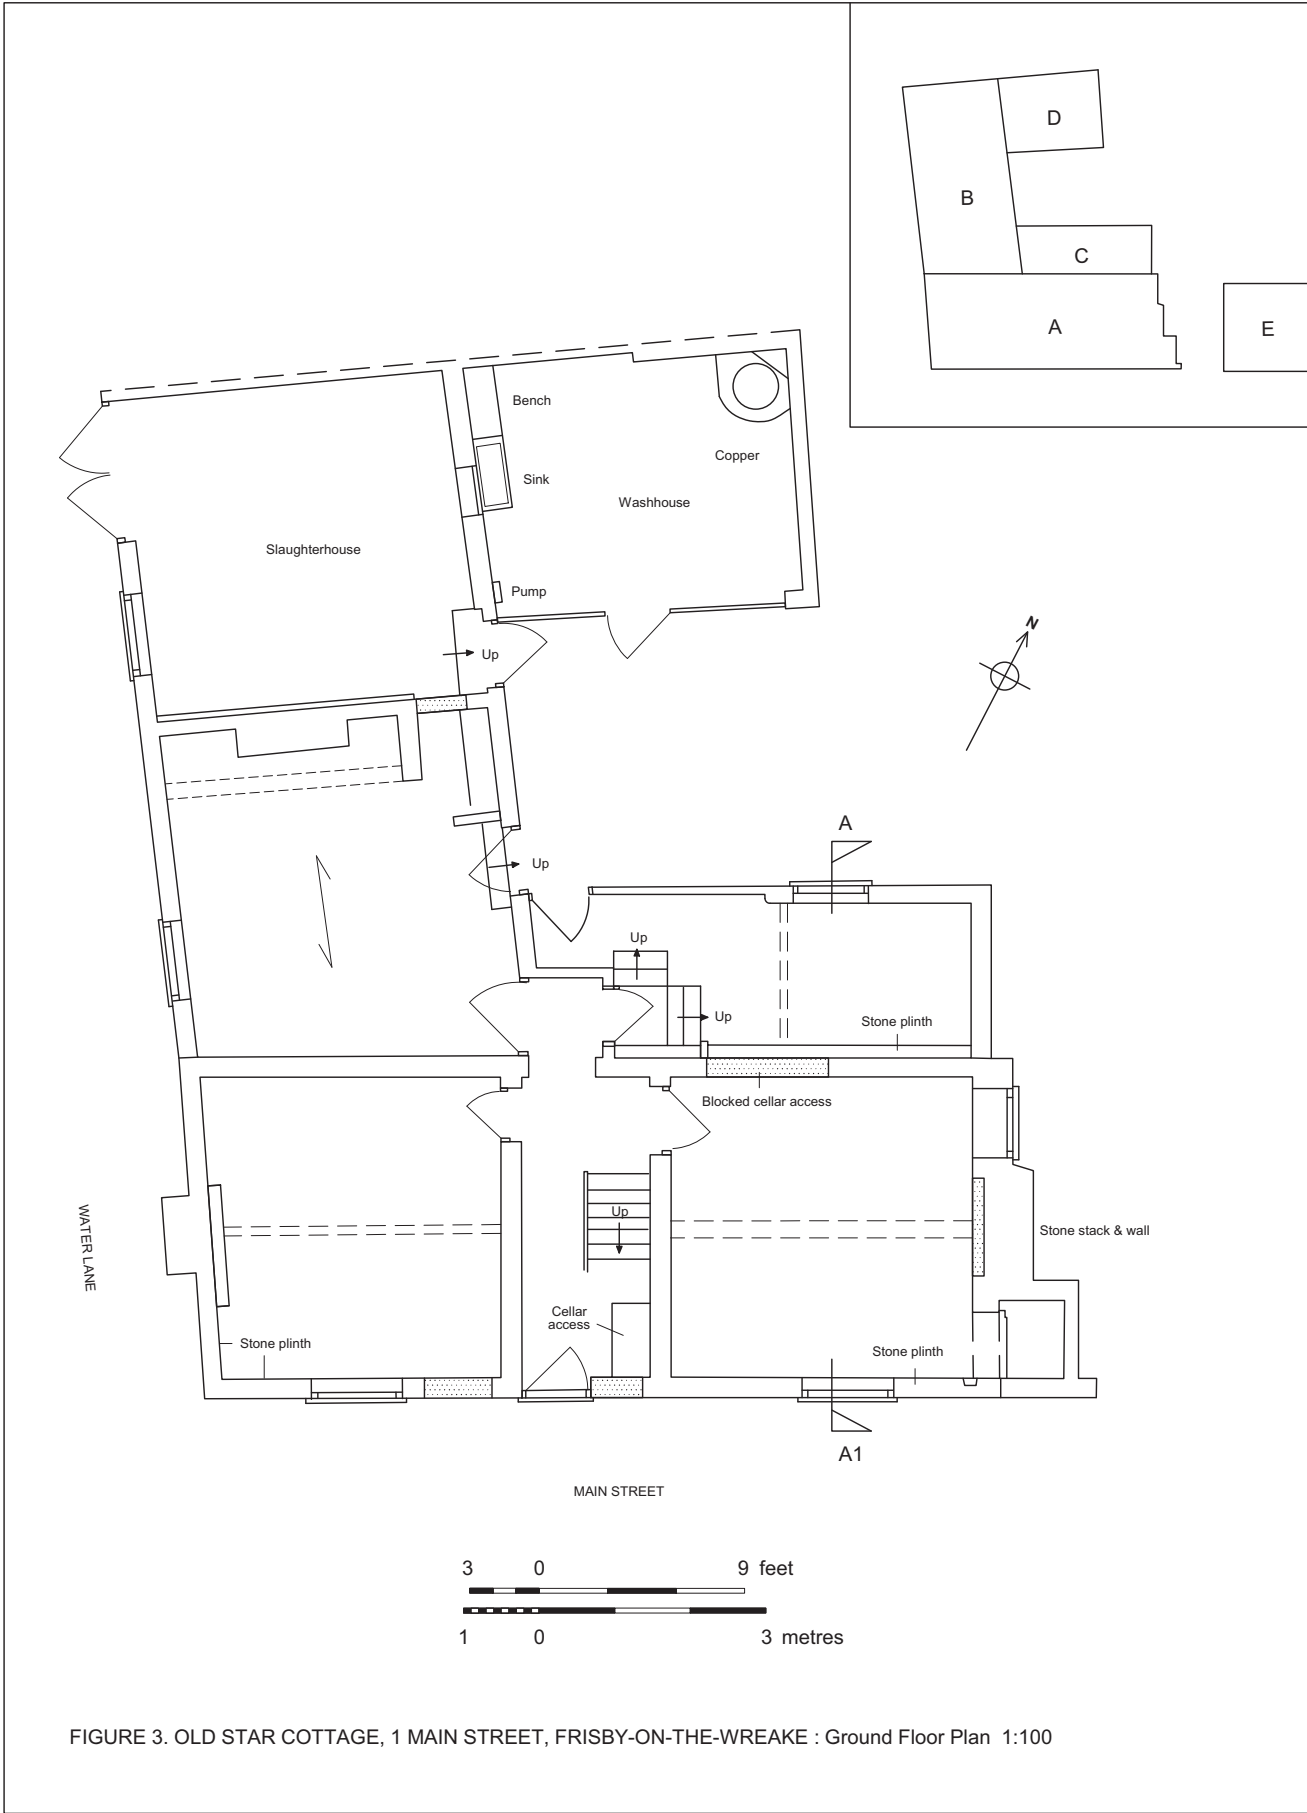 D
B
C
A
E
Bench
Copper
Sink
Washhouse
Slaughterhouse
Pump
Up
N
A
Up
Up
Up
Stone plinth
Blocked cellar access
WATER LANE
Up
Stone stack & wall
Cellar
access
Stone plinth
Stone plinth
A1
MAIN STREET
3 0 9 feet
1 0 3 metres
FIGURE 3. OLD STAR COTTAGE, 1 MAIN STREET, FRISBY-ON-THE-WREAKE : Ground Floor Plan 1:100